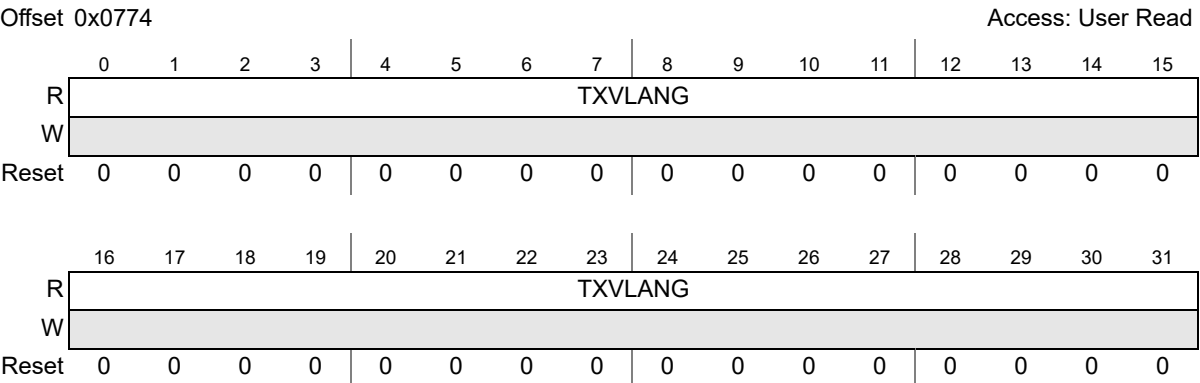 Offset 0x0774 Access: User Read
0 1 2 3 4 5 6 7 8 9 10 11 12 13 14 15
R TXVLANG
W
Reset 0 0 0 0 0 0 0 0 0 0 0 0 0 0 0 0
16 17 18 19 20 21 22 23 24 25 26 27 28 29 30 31
R TXVLANG
W
Reset 0 0 0 0 0 0 0 0 0 0 0 0 0 0 0 0